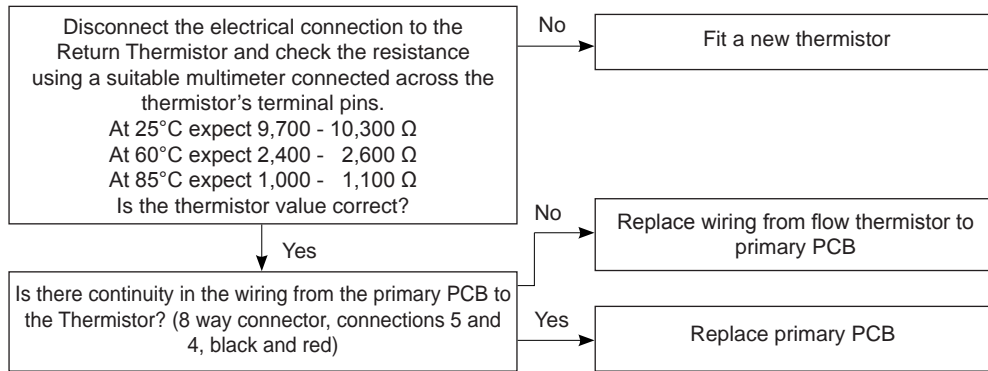 Disconnect the electrical connection to the
Return Thermistor and check the resistance
using a suitable multimeter connected across the
thermistor’s terminal pins.
At 25°C expect 9,700 - 10,300 Ω
At 60°C expect 2,400 - 2,600 Ω
At 85°C expect 1,000 - 1,100 Ω
Is the thermistor value correct?
No
Fit a new thermistor
Yes
Is there continuity in the wiring from the primary PCB to
the Thermistor? (8 way connector, connections 5 and
4, black and red)
No
Replace wiring from flow thermistor to
primary PCB
Yes
Replace primary PCB